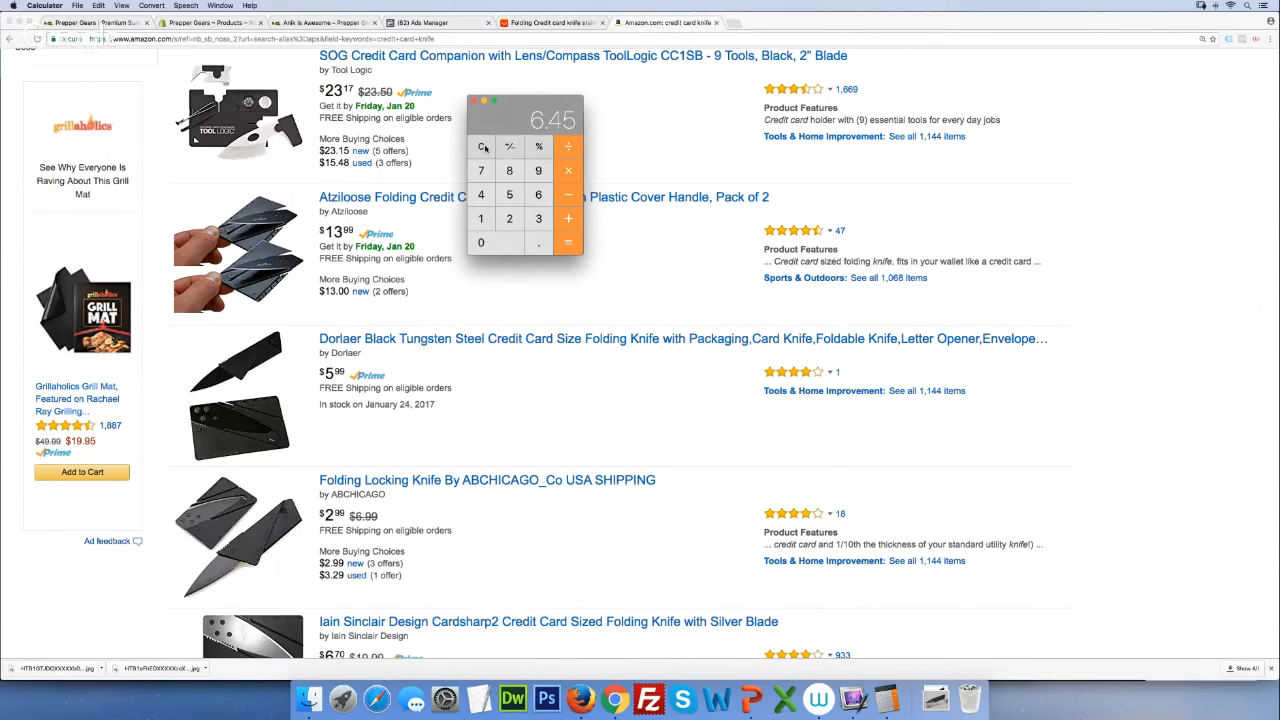 Calculator File Edit View Convert Speech Window Help
Prepper Gears – Premium Surv
Prepper Gears ~ Products ~ N
Anik Is Awesome – Prepper Ge
(82) Ads Manager
Folding Credit card knife stain
Amazon.com: credit card knife
https://www.amazon.com/s/ref=nb_sb_noss_2?url=search-alias%3Daps&field-keywords=credit+card+knife
grillaholics
See Why Everyone Is
Raving About This Grill
Mat
grillaholics
GRILL
MAT
Grillaholics Grill Mat,
Featured on Rachael
Ray Grilling...
1,887
$49.99 $19.95
Prime
Add to Cart
Ad feedback
SOG Credit Card Companion with Lens/Compass ToolLogic CC1SB - 9 Tools, Black, 2" Blade
by Tool Logic
$23 17 $23.50 Prime
Get it by Friday, Jan 20
FREE Shipping on eligible orders
More Buying Choices
$23.15 new (5 offers)
$15.48 used (3 offers)
TOOL LOGIC
1,669
Product Features
Credit card holder with (9) essential tools for every day jobs
Tools & Home Improvement: See all 1,144 items
6.45
C +/- % ÷
7 8 9 ×
4 5 6 −
1 2 3 +
0 . =
Atziloose Folding Credit C
n Plastic Cover Handle, Pack of 2
by Atziloose
$13 99 Prime
Get it by Friday, Jan 20
FREE Shipping on eligible orders
More Buying Choices
$13.00 new (2 offers)
47
Product Features
... Credit card sized folding knife, fits in your wallet like a credit card ...
Sports & Outdoors: See all 1,068 items
Dorlaer Black Tungsten Steel Credit Card Size Folding Knife with Packaging,Card Knife,Foldable Knife,Letter Opener,Envelope…
by Dorlaer
$5 99 Prime
FREE Shipping on eligible orders
In stock on January 24, 2017
1
Tools & Home Improvement: See all 1,144 items
Folding Locking Knife By ABCHICAGO_Co USA SHIPPING
by ABCHICAGO
$2 99 $6.99
FREE Shipping on eligible orders
More Buying Choices
$2.99 new (3 offers)
$3.29 used (1 offer)
18
Product Features
... credit card and 1/10th the thickness of your standard utility knife!) ...
Tools & Home Improvement: See all 1,144 items
Iain Sinclair Design Cardsharp2 Credit Card Sized Folding Knife with Silver Blade
by Iain Sinclair Design
$6 70 $19.99 Prime
933
Show All
Dw Ps Fz S W P X W